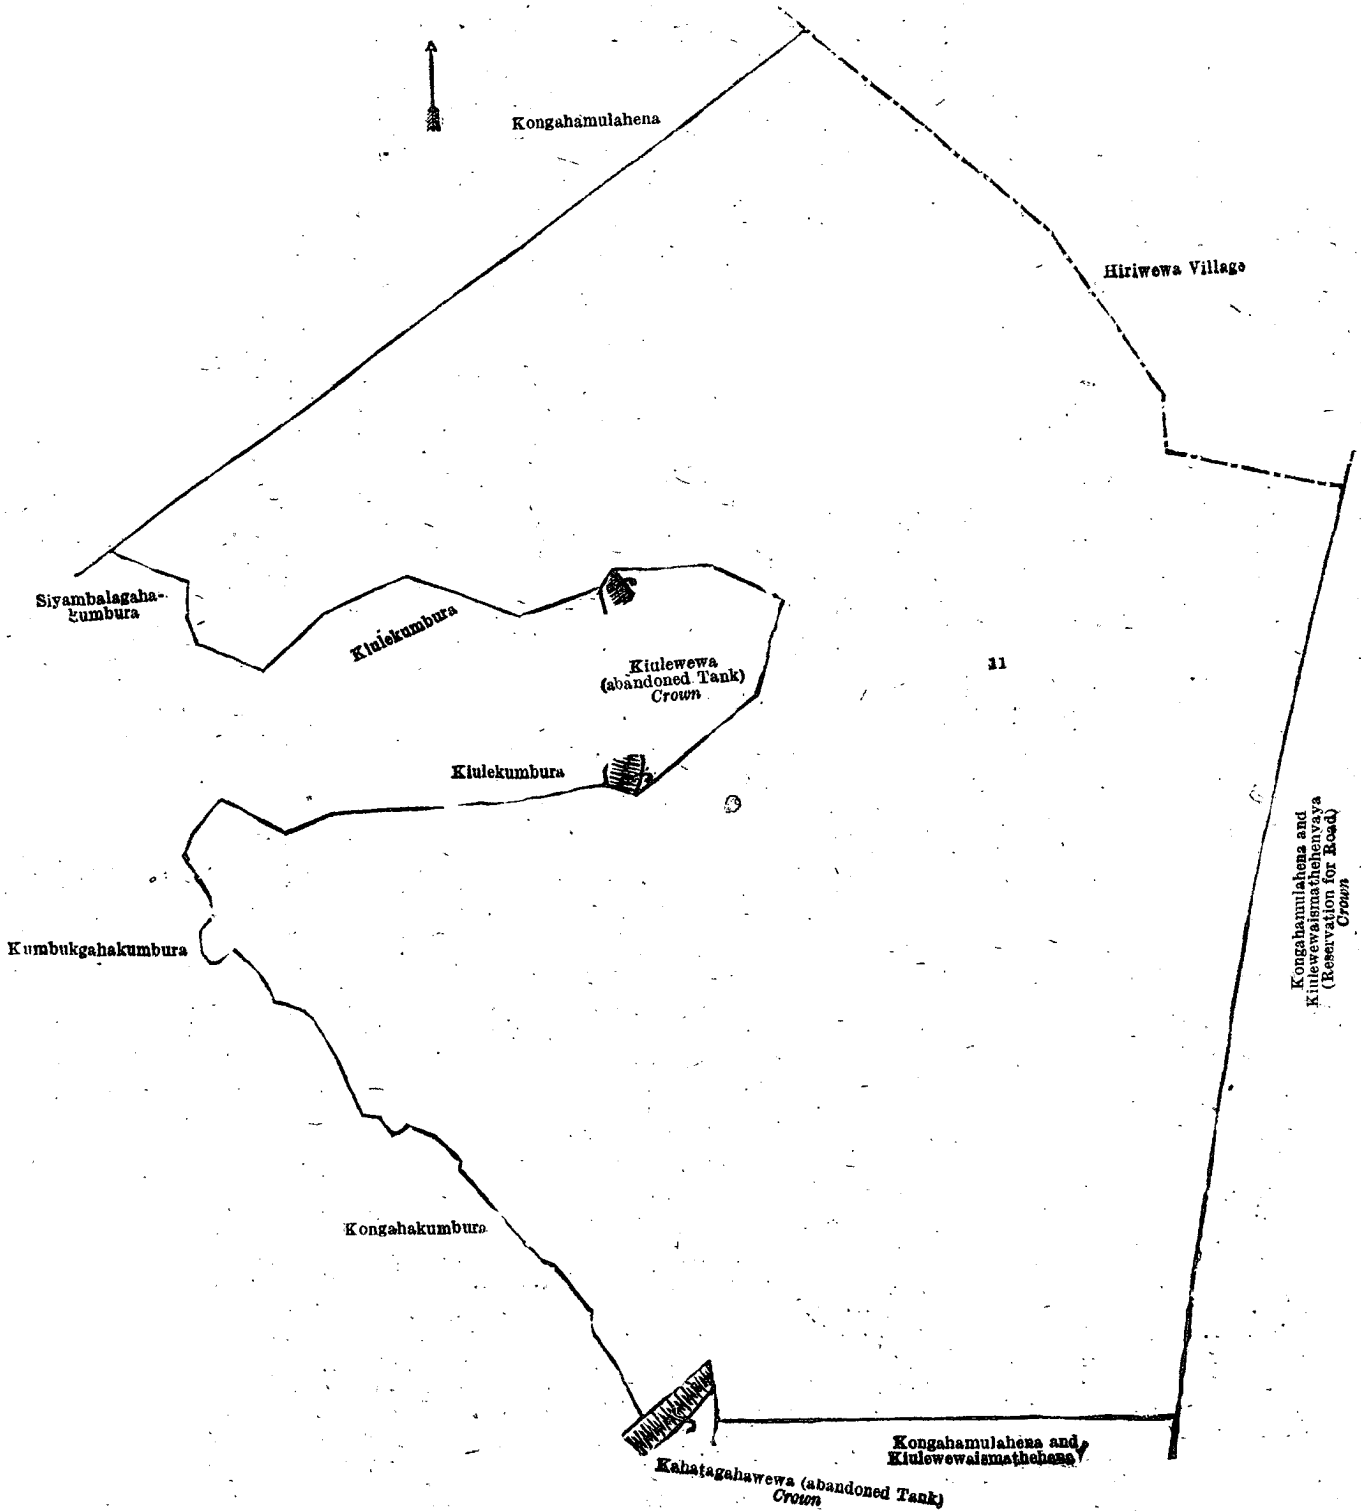 Kongahamulahena
Hiriwewa Village
Siyambalagaha-
kumbura
Kiulekumbura
Kiulewewa
(abandoned Tank)
Crown
11
Kiulekumbura
Kongahamulahena and
Kiulewewaismathehenyaya
(Reservation for Road)
Crown
Kumbukgahakumbura
Kongahakumbura
Kongahamulahena and
Kiulewewaismathehena
Kahatagahawewa (abandoned Tank)
Crown